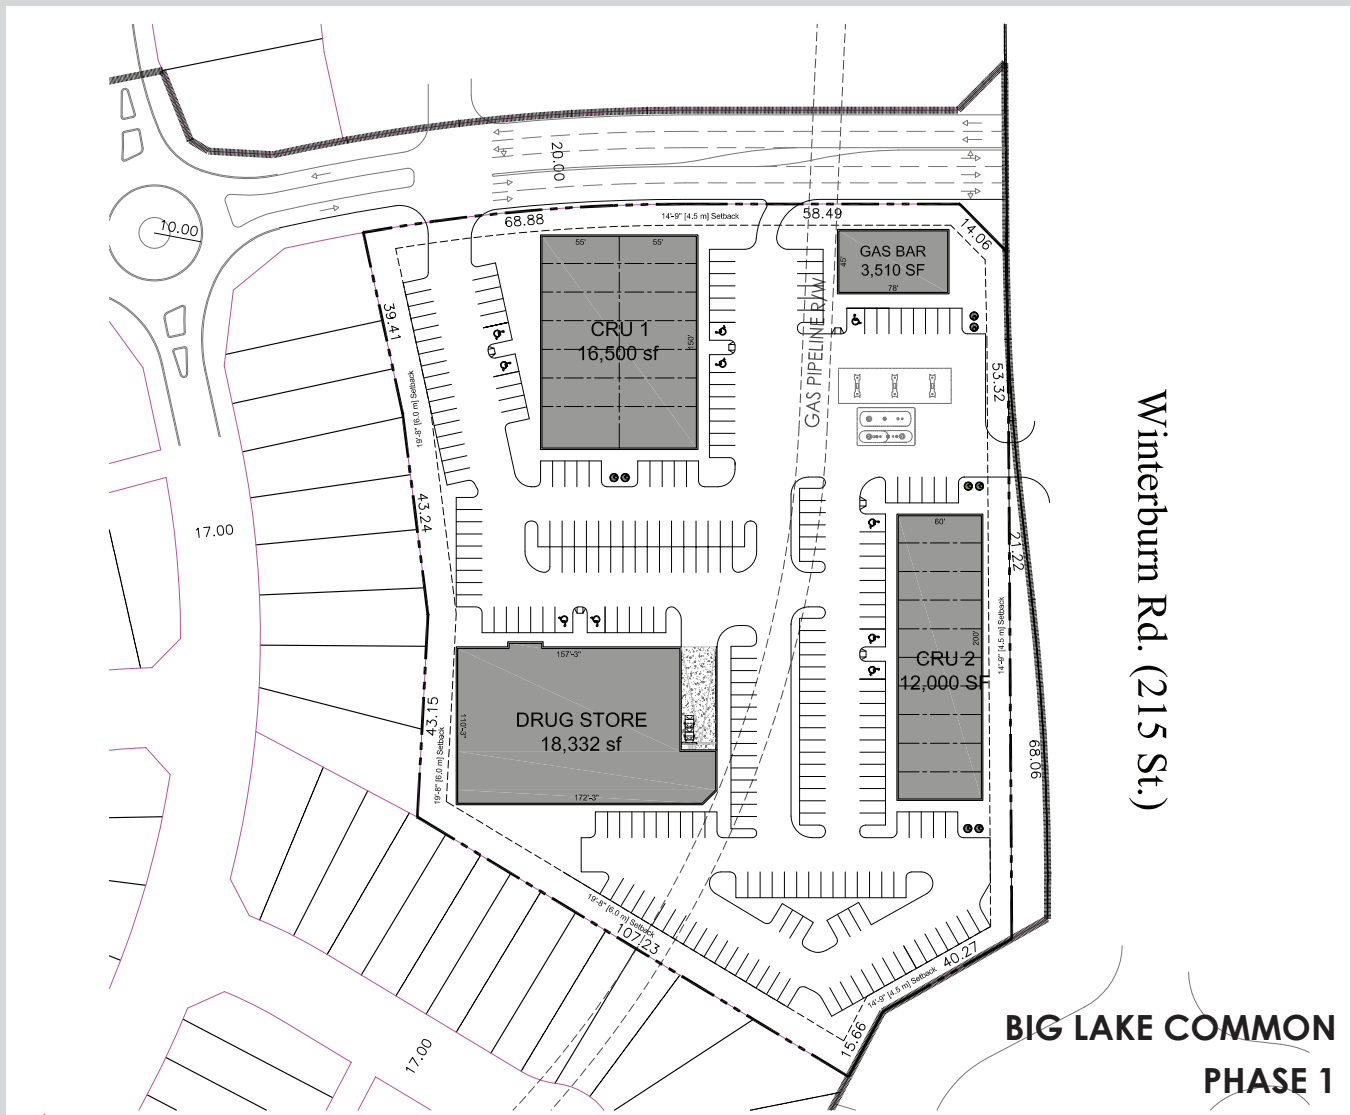 20.00
68.88
14'-9" [4.5 m] Setback
58.49
14.06
10.00
55'
55'
GAS BAR
3,510 SF
45'
78'
39.41
CRU 1
16,500 sf
150'
GAS PIPELINE R/W
53.32
19'-8" [6.0 m] Setback
Winterburn Rd. (215 St.)
17.00
43.24
60'
21.22
14'-9" [4.5 m] Setback
200'
CRU 2
12,000 SF
157'-3"
43.15
110'-3"
DRUG STORE
18,332 sf
19'-8" [6.0 m] Setback
172'-3"
68.06
19'-8" [6.0 m] Setback
107.23
40.27
14'-9" [4.5 m] Setback
15.66
17.00
BIG LAKE COMMON
PHASE 1